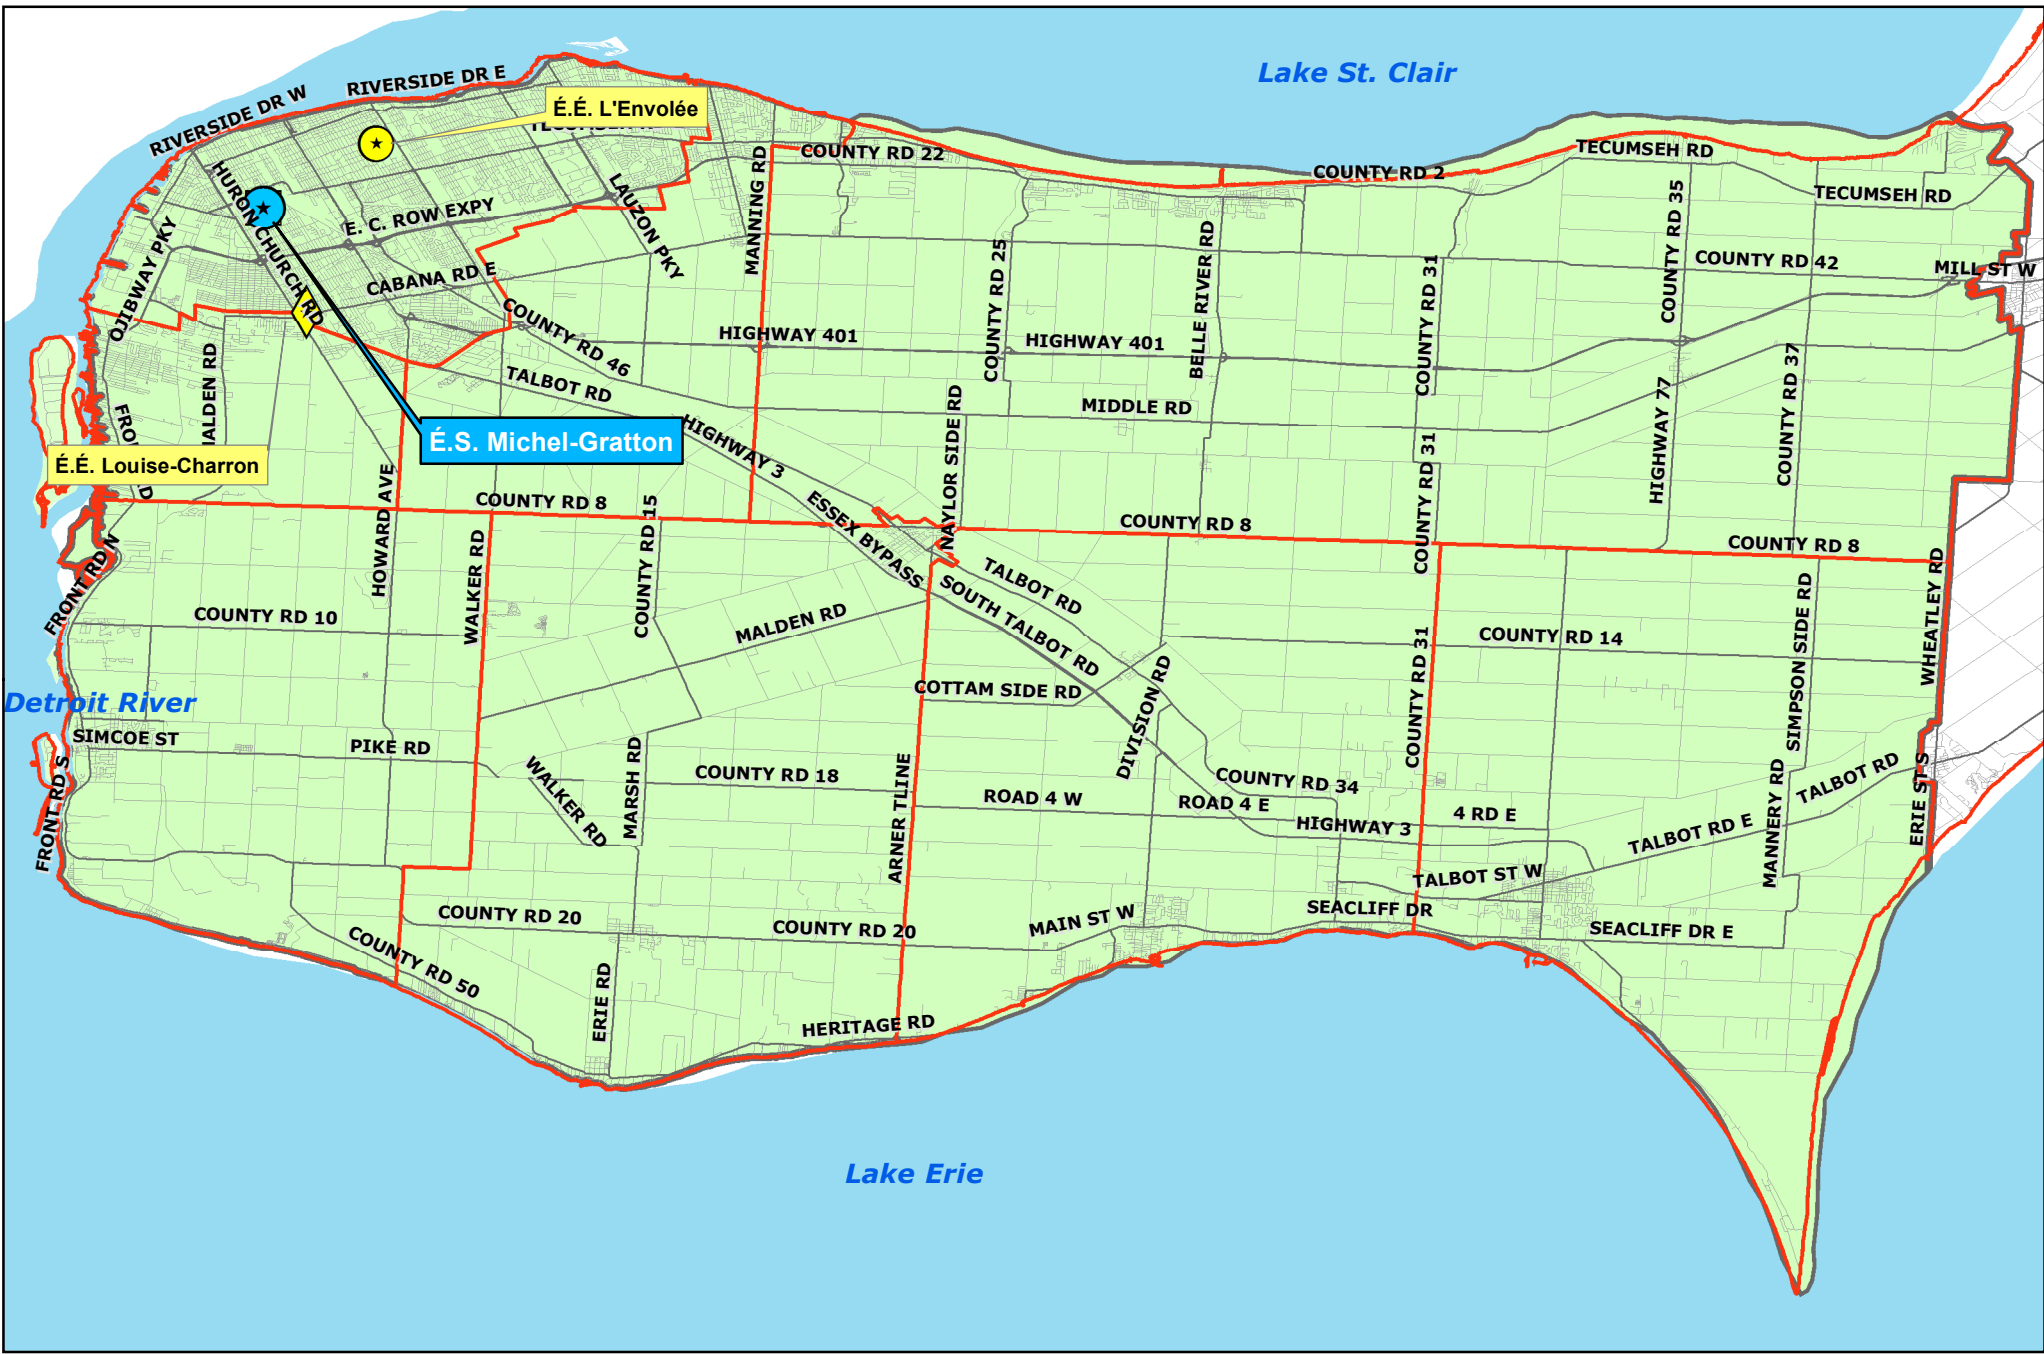 Lake St. Clair
RIVERSIDE DR E
RIVERSIDE DR W
É.É. L'Envolée
COUNTY RD 22
TECUMSEH RD
COUNTY RD 2
TECUMSEH RD
MANNING RD
LAUZON PKY
HURON CHURCH RD
E. C. ROW EXPY
COUNTY RD 35
OJIBWAY PKY
CABANA RD E
COUNTY RD 25
BELLE RIVER RD
COUNTY RD 31
COUNTY RD 42
MILL ST W
COUNTY RD 46
HIGHWAY 401
HIGHWAY 401
COUNTY RD 37
TALBOT RD
MIDDLE RD
HIGHWAY 77
NAYLOR SIDE RD
É.S. Michel-Gratton
HIGHWAY 3
COUNTY RD 31
É.É. Louise-Charron
HOWARD AVE
COUNTY RD 8
COUNTY RD 15
ESSEX BYPASS
COUNTY RD 8
COUNTY RD 8
FRONT RD N
WALKER RD
TALBOT RD
SOUTH TALBOT RD
COUNTY RD 10
MALDEN RD
COUNTY RD 31
COUNTY RD 14
SIMPSON SIDE RD
WHEATLEY RD
Detroit River
COTTAM SIDE RD
DIVISION RD
SIMCOE ST
PIKE RD
FRONT RD S
WALKER RD
MARSH RD
COUNTY RD 18
ARNER TLINE
ROAD 4 W
ROAD 4 E
COUNTY RD 34
HIGHWAY 3
4 RD E
TALBOT RD E
MANNERY RD
TALBOT RD
ERIE ST S
TALBOT ST W
SEACLIFF DR
SEACLIFF DR E
COUNTY RD 20
COUNTY RD 20
MAIN ST W
COUNTY RD 50
ERIE RD
HERITAGE RD
Lake Erie